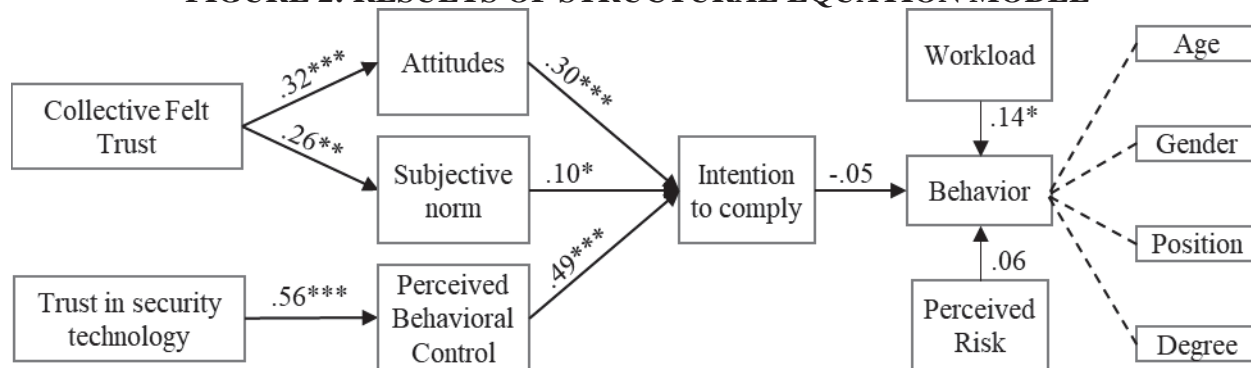 FIGURE 2: RESULTS OF STRUCTURAL EQUATION MODEL
Collective Felt
Trust
.32***
.26**
Attitudes
Subjective
norm
Trust in security
technology
.56***
Perceived
Behavioral
Control
.30***
.10*
.49***
Intention
to comply
-.05
Workload
.14*
Behavior
.06
Perceived
Risk
Age
Gender
Position
Degree